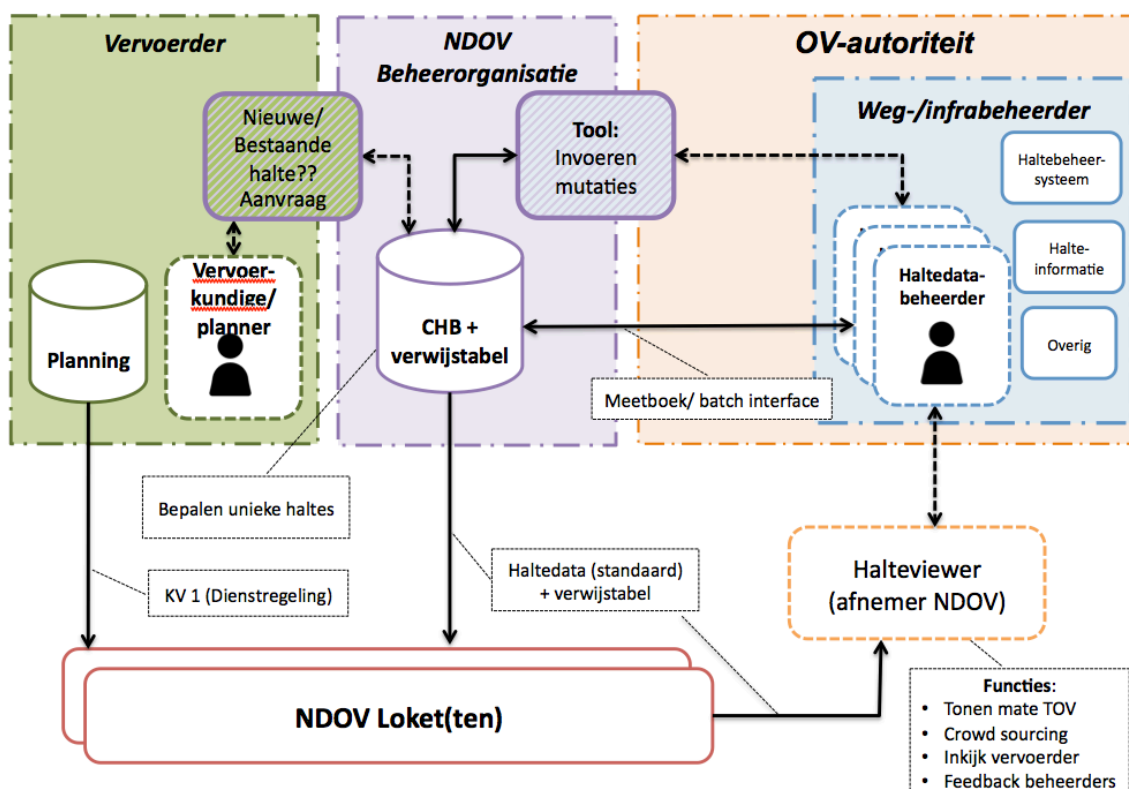 Vervoerder
NDOV
Beheerorganisatie
OV-autoriteit
Nieuwe/
Bestaande
halte??
Aanvraag
Tool:
Invoeren
mutaties
Weg-/infrabeheerder
Haltebeheer-
systeem
Halte-
informatie
Overig
Planning
Vervoer-
kundige/
planner
CHB +
verwijstabel
Haltedata-
beheerder
Meetboek/ batch interface
Bepalen unieke haltes
KV 1 (Dienstregeling)
Haltedata (standaard)
+ verwijstabel
Halteviewer
(afnemer NDOV)
NDOV Loket(ten)
Functies:
• Tonen mate TOV
• Crowd sourcing
• Inkijk vervoerder
• Feedback beheerders